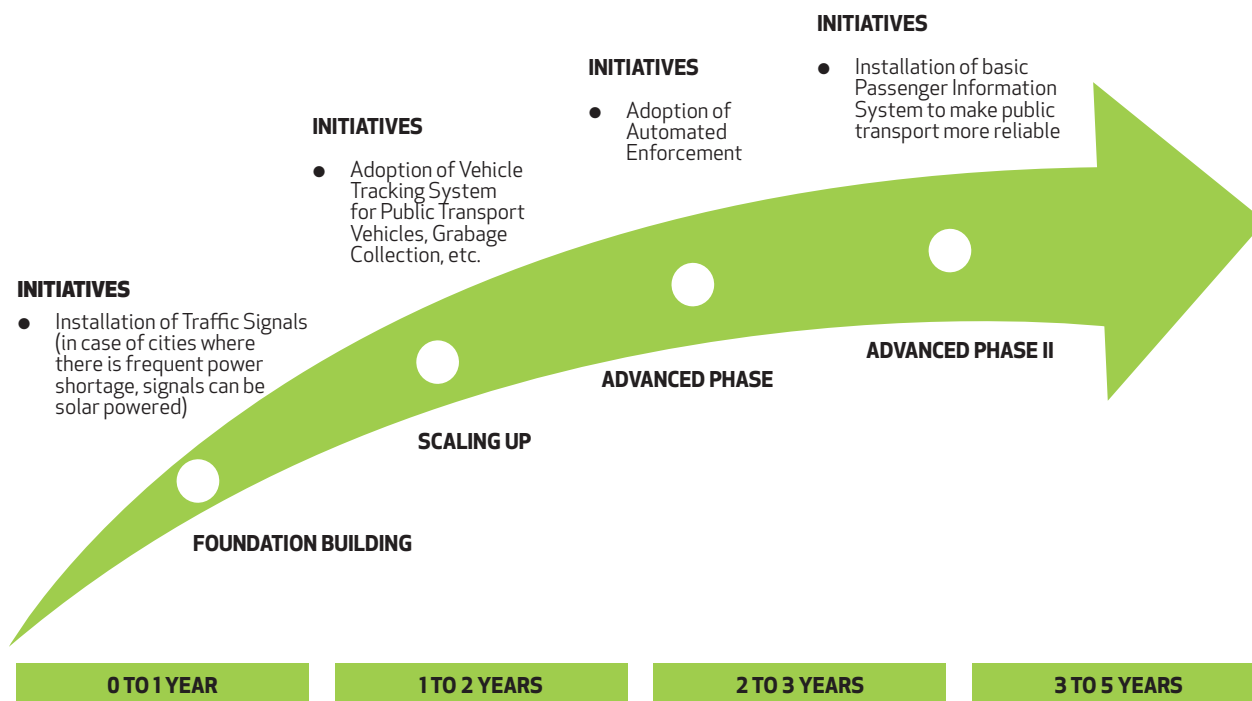 INITIATIVES
● Installation of Traffic Signals
(in case of cities where
there is frequent power
shortage, signals can be
solar powered)
FOUNDATION BUILDING
INITIATIVES
● Adoption of Vehicle
Tracking System
for Public Transport
Vehicles, Grabage
Collection, etc.
SCALING UP
INITIATIVES
● Adoption of
Automated
Enforcement
ADVANCED PHASE
INITIATIVES
● Installation of basic
Passenger Information
System to make public
transport more reliable
ADVANCED PHASE II
0 TO 1 YEAR
1 TO 2 YEARS
2 TO 3 YEARS
3 TO 5 YEARS